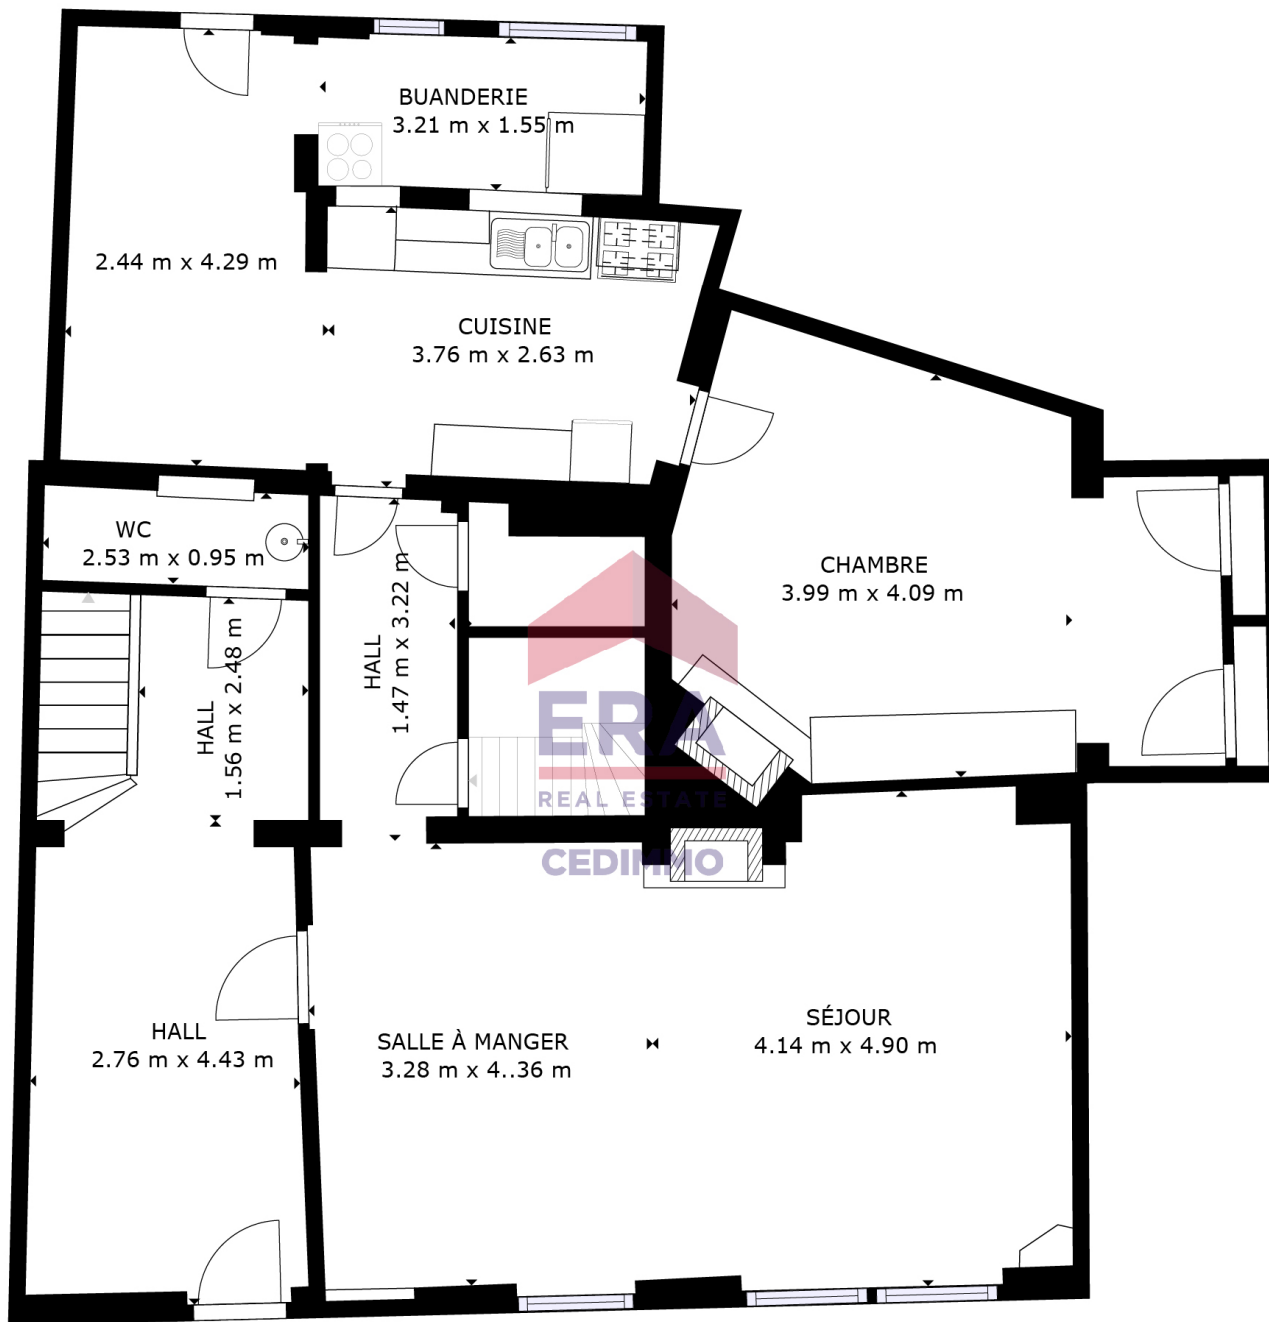 BUANDERIE
3.21 m x 1.55 m
2.44 m x 4.29 m
CUISINE
3.76 m x 2.63 m
WC
2.53 m x 0.95 m
CHAMBRE
3.99 m x 4.09 m
HALL
1.47 m x 3.22 m
HALL
1.56 m x 2.48 m
ERA
REAL ESTATE
CEDIMMO
HALL
2.76 m x 4.43 m
SALLE À MANGER
3.28 m x 4..36 m
SÉJOUR
4.14 m x 4.90 m